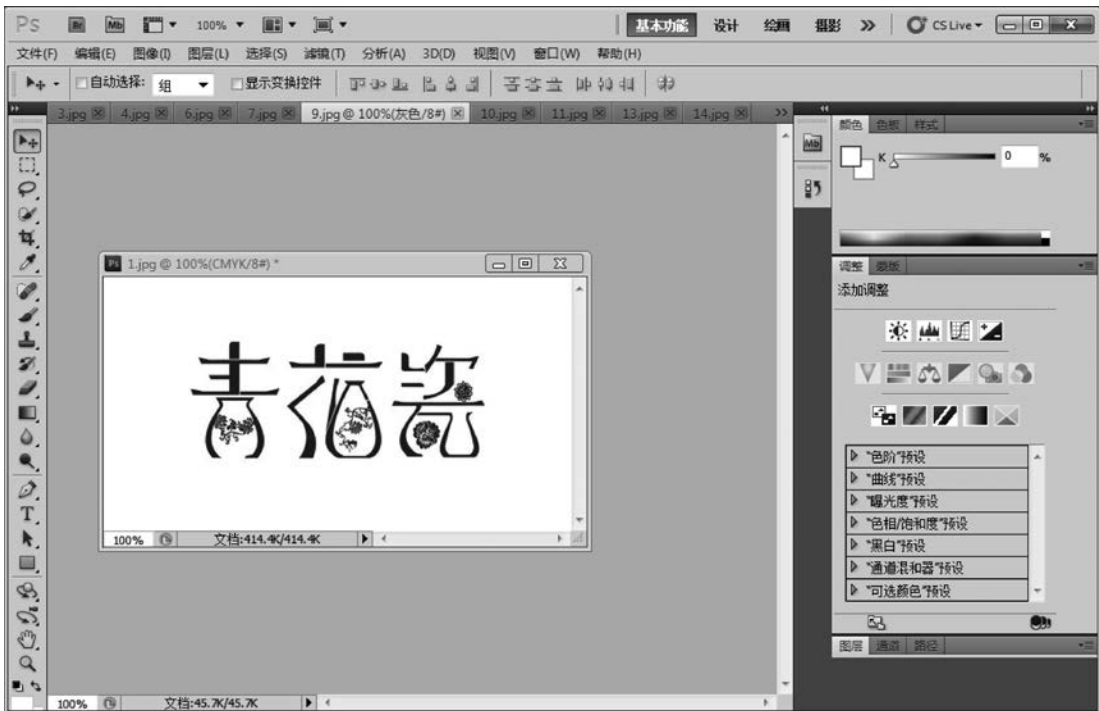 Ps Br Mb 100% 基本功能 设计 绘画 摄影 >> CS Live
文件(F) 编辑(E) 图像(I) 图层(L) 选择(S) 滤镜(T) 分析(A) 3D(D) 视图(V) 窗口(W) 帮助(H)
自动选择: 组 显示变换控件
3.jpg 4.jpg 6.jpg 7.jpg 9.jpg @ 100%(灰色/8#) 10.jpg 11.jpg 13.jpg 14.jpg >>
颜色 色板 样式
Mb
K 0 %
Ps 1.jpg @ 100%(CMYK/8#) *
调整 蒙版
添加调整
青花瓷
"色阶"预设
"曲线"预设
"曝光度"预设
"色相/饱和度"预设
"黑白"预设
"通道混和器"预设
"可选颜色"预设
100% 文档:414.4K/414.4K
T
图层 通道 路径
100% 文档:45.7K/45.7K